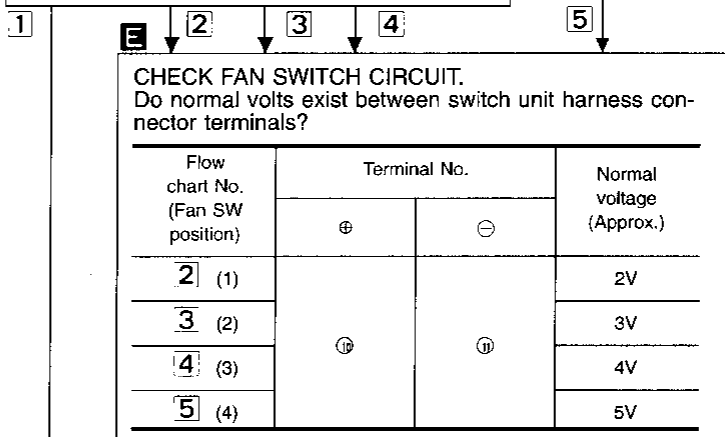 1 2 3 4 5
E
CHECK FAN SWITCH CIRCUIT.
Do normal volts exist between switch unit harness con-
nector terminals?
Flow
chart No.
(Fan SW
position)
Terminal No.
⊕ ⊖
Normal
voltage
(Approx.)
2 (1) 2V
3 (2) 3V
⑩ ⑪
4 (3) 4V
5 (4) 5V